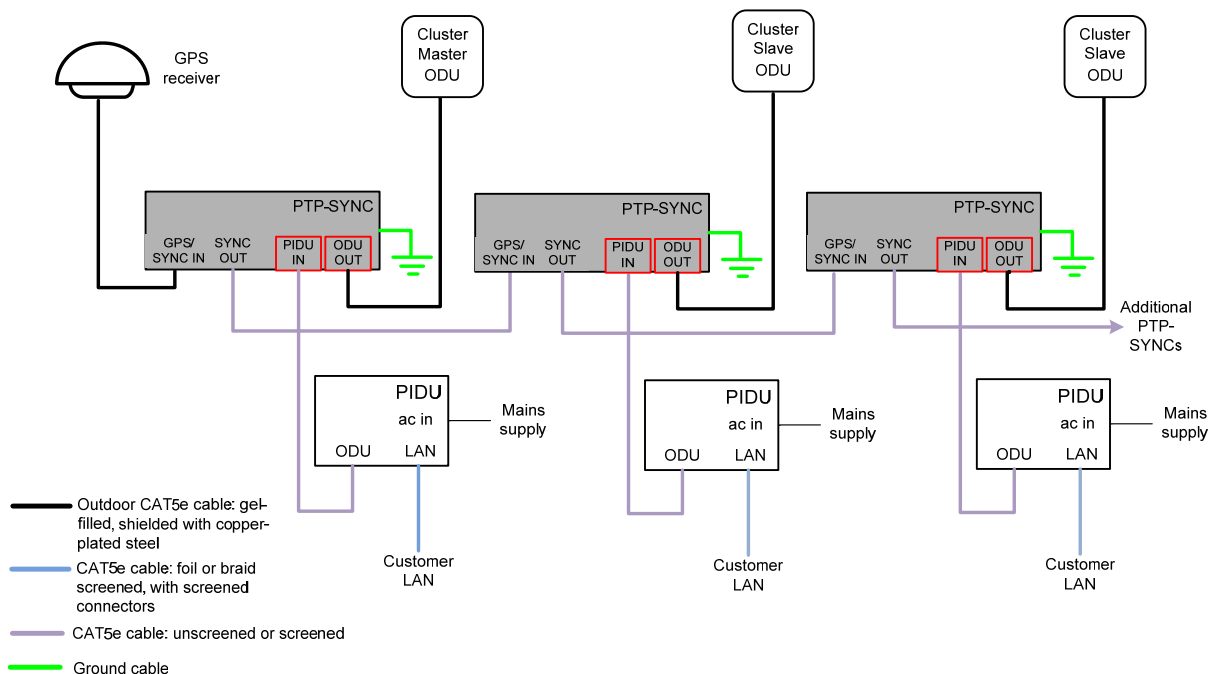 GPS
receiver
Cluster
Master
ODU
Cluster
Slave
ODU
Cluster
Slave
ODU
PTP-SYNC
GPS/
SYNC IN
SYNC
OUT
PIDU
IN
ODU
OUT
PTP-SYNC
GPS/
SYNC IN
SYNC
OUT
PIDU
IN
ODU
OUT
PTP-SYNC
GPS/
SYNC IN
SYNC
OUT
PIDU
IN
ODU
OUT
Additional
PTP-
SYNCs
PIDU
ac in
ODU
LAN
Mains
supply
PIDU
ac in
ODU
LAN
Mains
supply
PIDU
ac in
ODU
LAN
Mains
supply
Customer
LAN
Customer
LAN
Customer
LAN
Outdoor CAT5e cable: gel-
filled, shielded with copper-
plated steel
CAT5e cable: foil or braid
screened, with screened
connectors
CAT5e cable: unscreened or screened
Ground cable